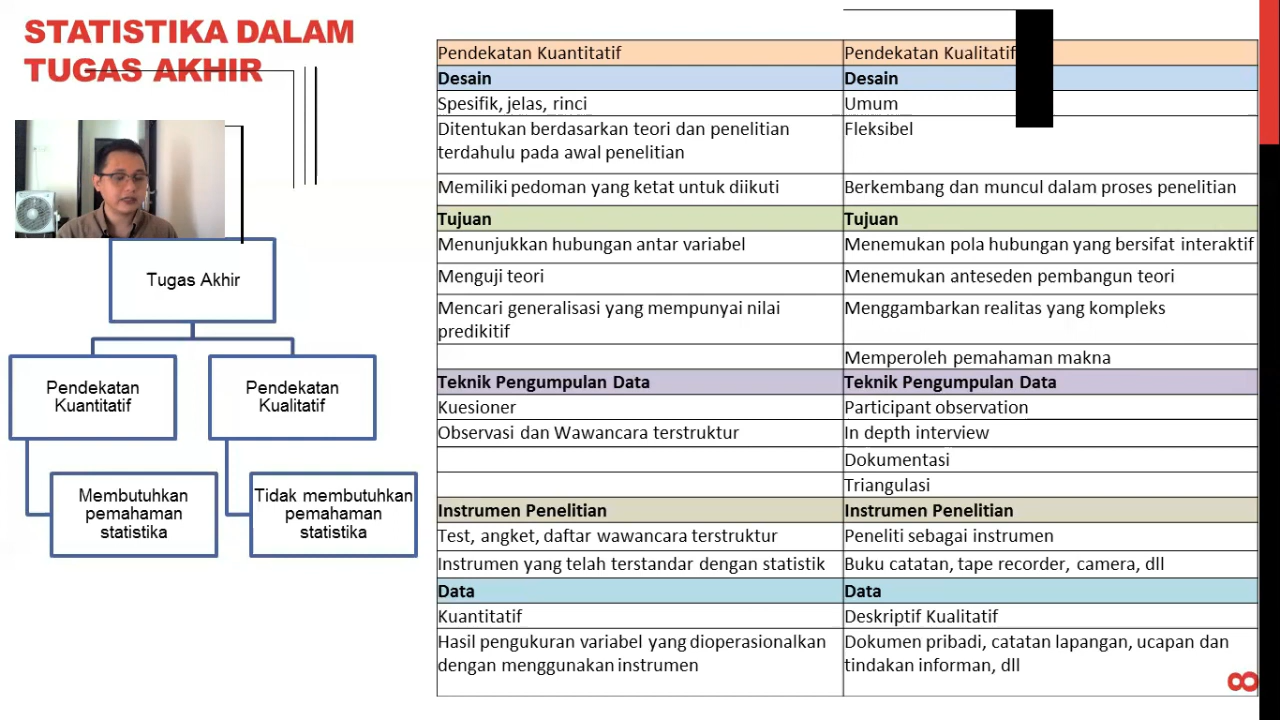 STATISTIKA DALAM
TUGAS AKHIR
Tugas Akhir
Pendekatan
Kuantitatif
Pendekatan
Kualitatif
Membutuhkan
pemahaman
statistika
Tidak membutuhkan
pemahaman
statistika
Pendekatan Kuantitatif
Pendekatan Kualitatif
Desain
Desain
Spesifik, jelas, rinci
Umum
Ditentukan berdasarkan teori dan penelitian
terdahulu pada awal penelitian
Fleksibel
Memiliki pedoman yang ketat untuk diikuti
Berkembang dan muncul dalam proses penelitian
Tujuan
Tujuan
Menunjukkan hubungan antar variabel
Menemukan pola hubungan yang bersifat interaktif
Menguji teori
Menemukan anteseden pembangun teori
Mencari generalisasi yang mempunyai nilai
predikitif
Menggambarkan realitas yang kompleks
Memperoleh pemahaman makna
Teknik Pengumpulan Data
Teknik Pengumpulan Data
Kuesioner
Participant observation
Observasi dan Wawancara terstruktur
In depth interview
Dokumentasi
Triangulasi
Instrumen Penelitian
Instrumen Penelitian
Test, angket, daftar wawancara terstruktur
Peneliti sebagai instrumen
Instrumen yang telah terstandar dengan statistik
Buku catatan, tape recorder, camera, dll
Data
Data
Kuantitatif
Deskriptif Kualitatif
Hasil pengukuran variabel yang dioperasionalkan
dengan menggunakan instrumen
Dokumen pribadi, catatan lapangan, ucapan dan
tindakan informan, dll
8